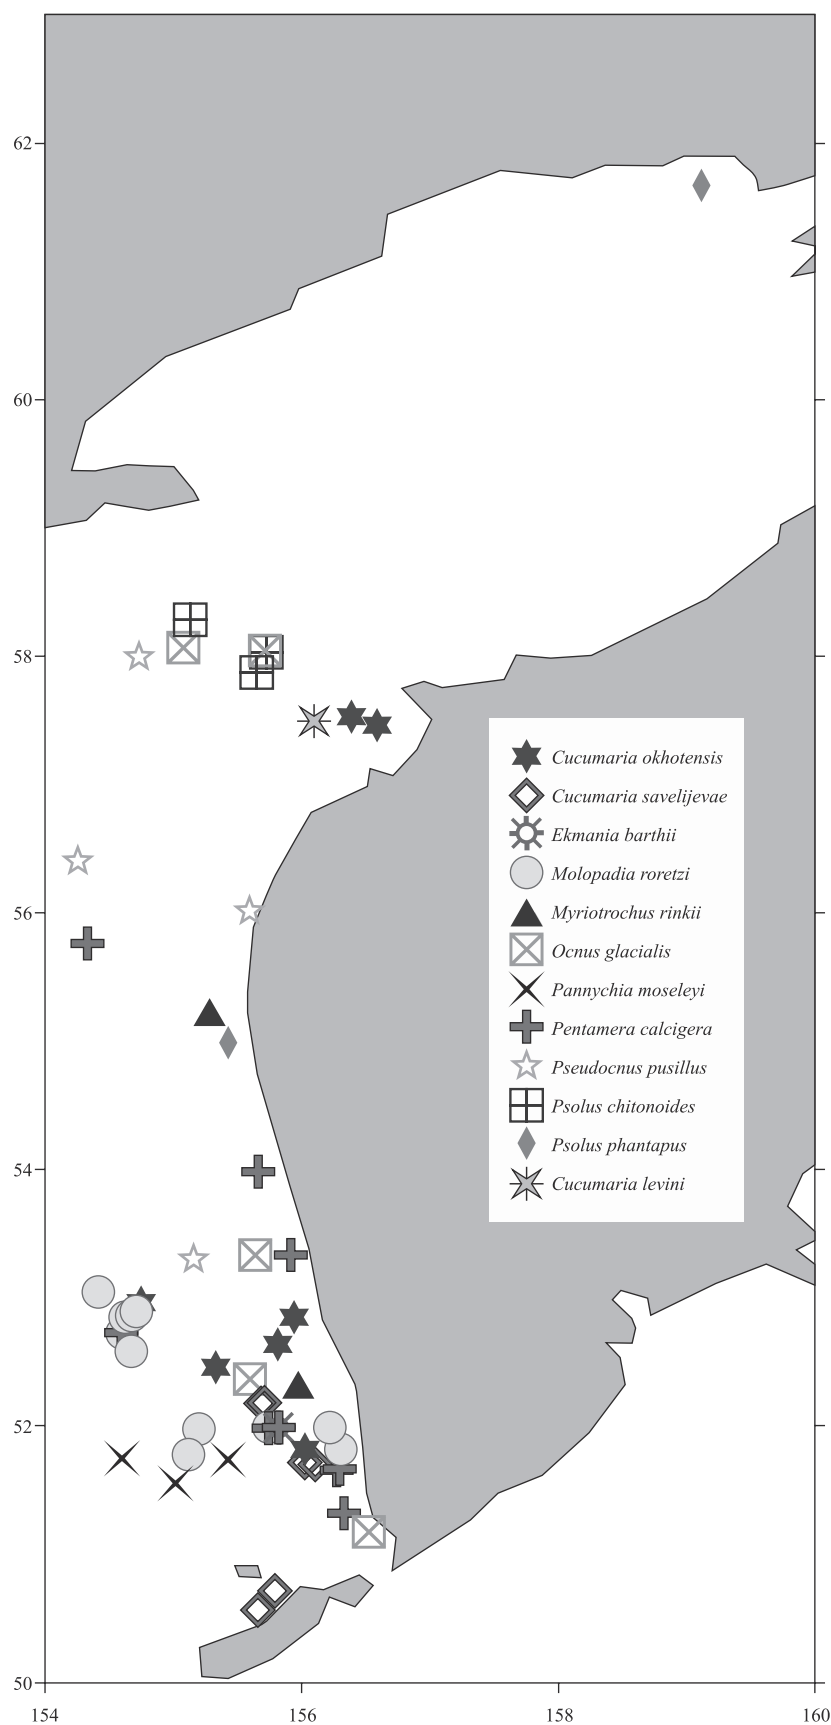 62
60
58
Cucumaria okhotensis
Cucumaria savelijevae
Ekmania barthii
Molopadia roretzi
Myriotrochus rinkii
Ocnus glacialis
Pannychia moseleyi
Pentamera calcigera
Pseudocnus pusillus
Psolus chitonoides
Psolus phantapus
Cucumaria levini
56
54
52
50
154 156 158 160